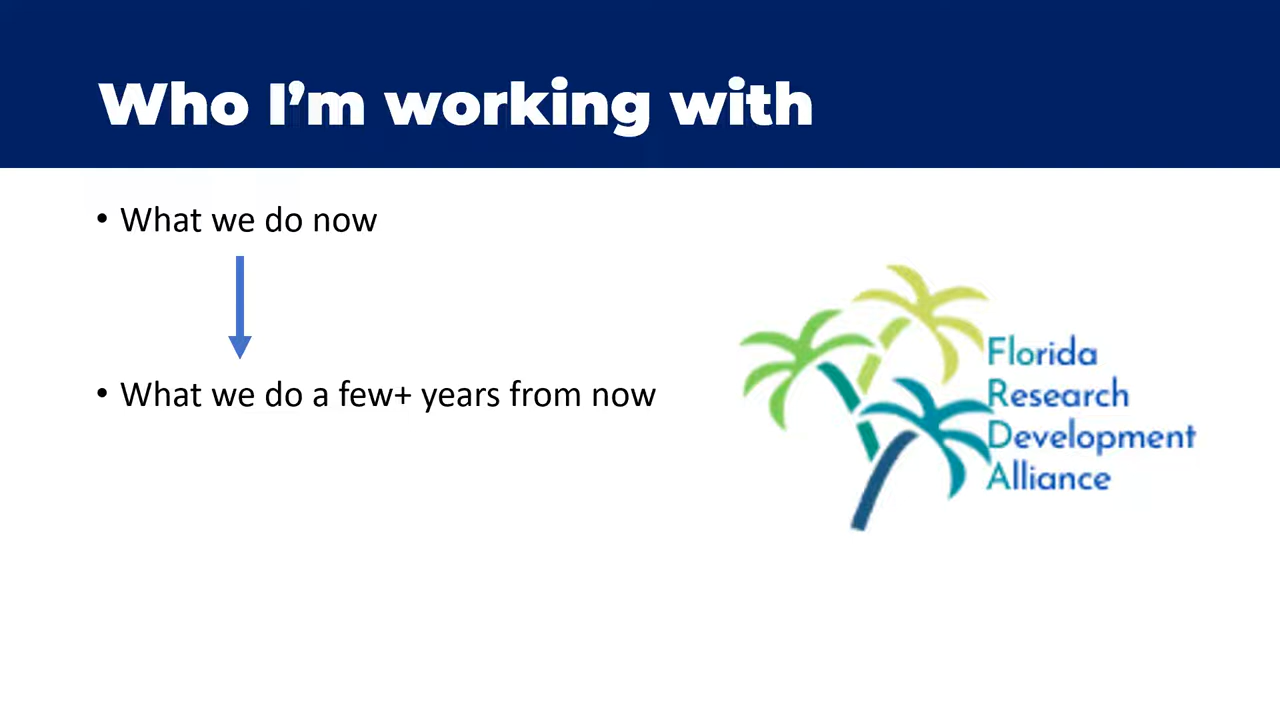 Who I’m working with
• What we do now
• What we do a few+ years from now
Florida
Research
Development
Alliance